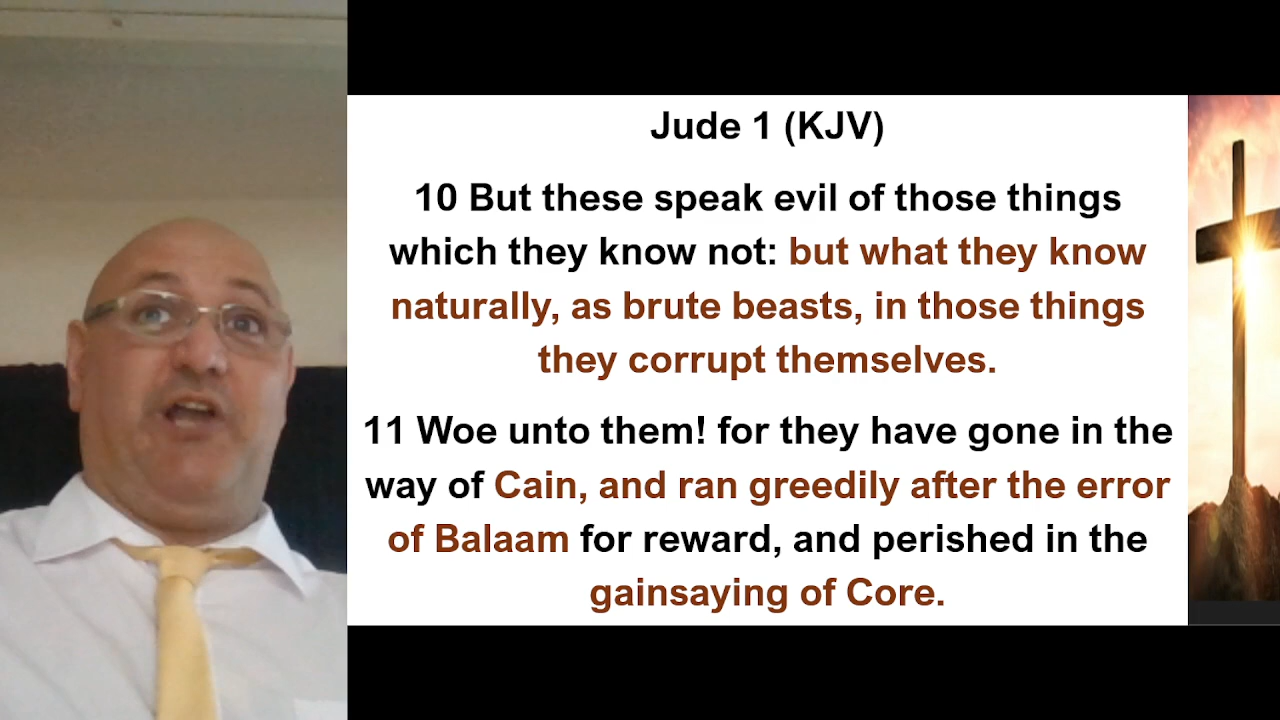 Jude 1 (KJV)
10 But these speak evil of those things
which they know not: but what they know
naturally, as brute beasts, in those things
they corrupt themselves.
11 Woe unto them! for they have gone in the
way of Cain, and ran greedily after the error
of Balaam for reward, and perished in the
gainsaying of Core.